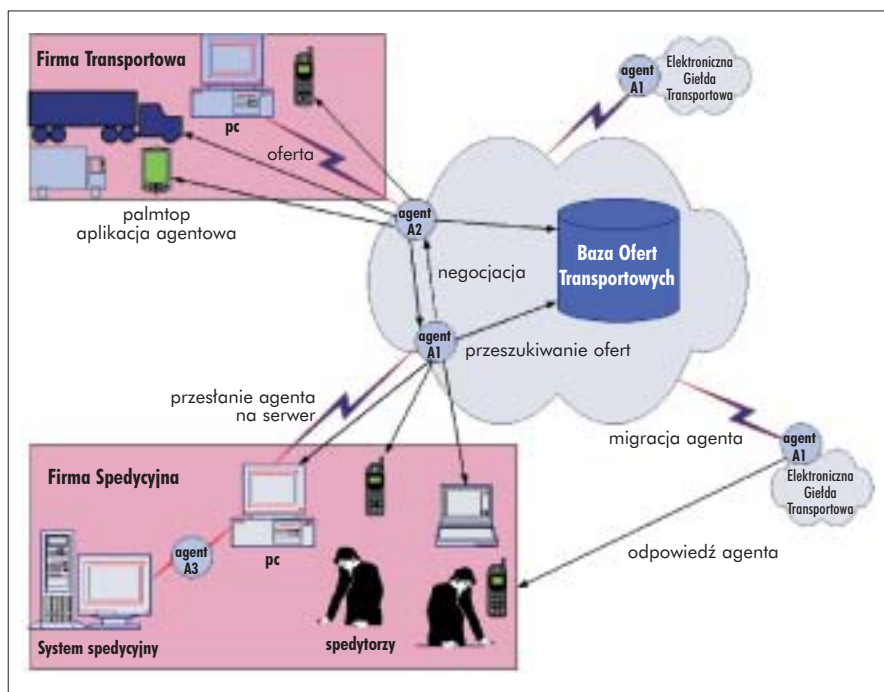 Firma Transportowa
pc
oferta
palmtop
aplikacja agentowa
agent
A1
Elektroniczna
Giełda
Transportowa
agent
A2
negocjacja
Baza Ofert
Transportowych
agent
A1
przeszukiwanie ofert
przesłanie agenta
na serwer
migracja agenta
agent
A1
Elektroniczna
Giełda
Transportowa
odpowiedź agenta
Firma Spedycyjna
pc
agent
A3
System spedycyjny
spedytorzy